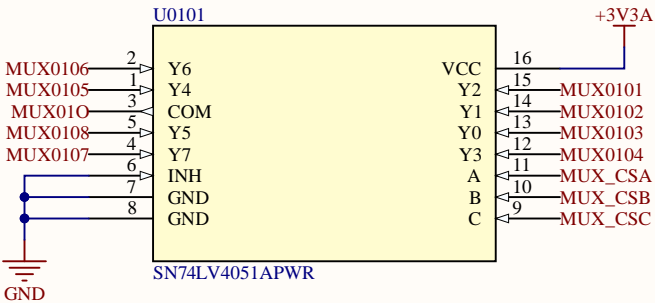 U0101
+3V3A
MUX0106 2 Y6 VCC 16
MUX0105 1 Y4 Y2 15 MUX0101
MUX01O 3 COM Y1 14 MUX0102
MUX0108 5 Y5 Y0 13 MUX0103
MUX0107 4 Y7 Y3 12 MUX0104
6 INH A 11 MUX_CSA
7 GND B 10 MUX_CSB
8 GND C 9 MUX_CSC
SN74LV4051APWR
GND